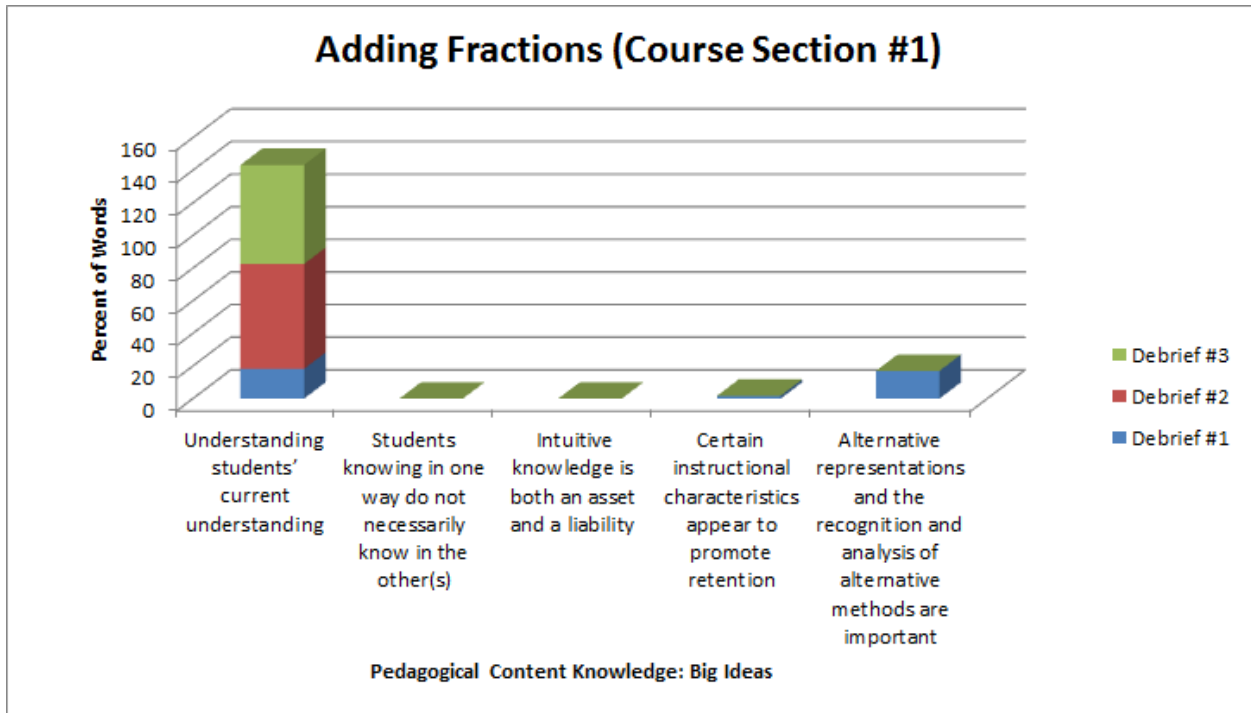 Adding Fractions (Course Section #1)
160
140
120
100
80
60
40
20
0
Percent of Words
Understanding
students’
current
understanding
Students
knowing in one
way do not
necessarily
know in the
other(s)
Intuitive
knowledge is
both an asset
and a liability
Certain
instructional
characteristics
appear to
promote
retention
Alternative
representations
and the
recognition and
analysis of
alternative
methods are
important
Pedagogical Content Knowledge: Big Ideas
Debrief #3
Debrief #2
Debrief #1